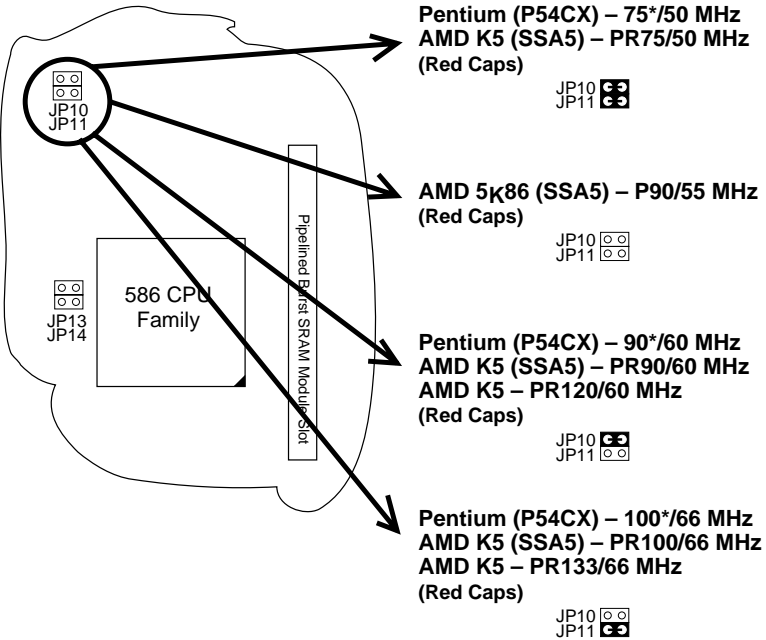 JP10
JP11
JP13
JP14
586 CPU
Family
Pipelined Burst SRAM Module Slot
Pentium (P54CX) – 75*/50 MHz
AMD K5 (SSA5) – PR75/50 MHz
(Red Caps)
JP10
JP11
AMD 5K86 (SSA5) – P90/55 MHz
(Red Caps)
JP10
JP11
Pentium (P54CX) – 90*/60 MHz
AMD K5 (SSA5) – PR90/60 MHz
AMD K5 – PR120/60 MHz
(Red Caps)
JP10
JP11
Pentium (P54CX) – 100*/66 MHz
AMD K5 (SSA5) – PR100/66 MHz
AMD K5 – PR133/66 MHz
(Red Caps)
JP10
JP11